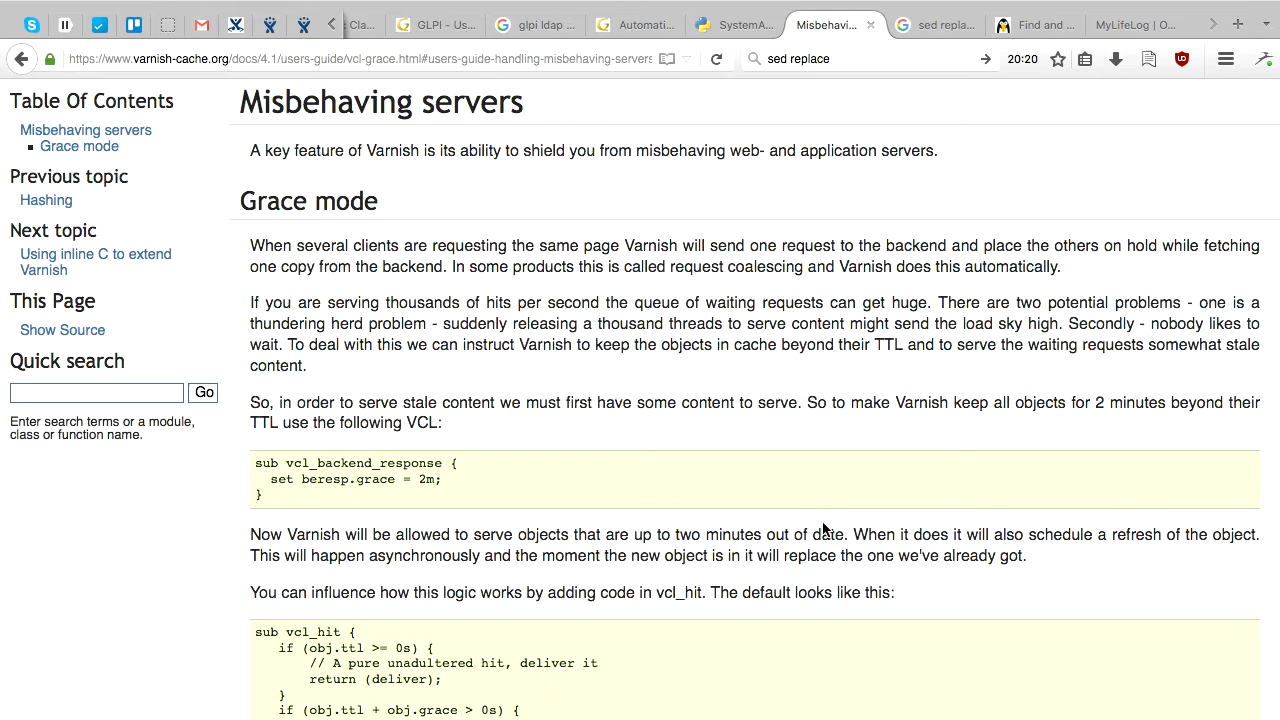 Cla...
GLPI - Us...
glpi ldap ...
Automati...
SystemA...
Misbehavi...
sed repla...
Find and ...
MyLifeLog | O...
https://www.varnish-cache.org/docs/4.1/users-guide/vcl-grace.html#users-guide-handling-misbehaving-servers
sed replace
20:20
Table Of Contents
Misbehaving servers
Grace mode
Previous topic
Hashing
Next topic
Using inline C to extend
Varnish
This Page
Show Source
Quick search
Go
Enter search terms or a module,
class or function name.
Misbehaving servers
A key feature of Varnish is its ability to shield you from misbehaving web- and application servers.
Grace mode
When several clients are requesting the same page Varnish will send one request to the backend and place the others on hold while fetching
one copy from the backend. In some products this is called request coalescing and Varnish does this automatically.
If you are serving thousands of hits per second the queue of waiting requests can get huge. There are two potential problems - one is a
thundering herd problem - suddenly releasing a thousand threads to serve content might send the load sky high. Secondly - nobody likes to
wait. To deal with this we can instruct Varnish to keep the objects in cache beyond their TTL and to serve the waiting requests somewhat stale
content.
So, in order to serve stale content we must first have some content to serve. So to make Varnish keep all objects for 2 minutes beyond their
TTL use the following VCL:
sub vcl_backend_response {
set beresp.grace = 2m;
}
Now Varnish will be allowed to serve objects that are up to two minutes out of date. When it does it will also schedule a refresh of the object.
This will happen asynchronously and the moment the new object is in it will replace the one we've already got.
You can influence how this logic works by adding code in vcl_hit. The default looks like this:
sub vcl_hit {
if (obj.ttl >= 0s) {
// A pure unadultered hit, deliver it
return (deliver);
}
if (obj.ttl + obj.grace > 0s) {